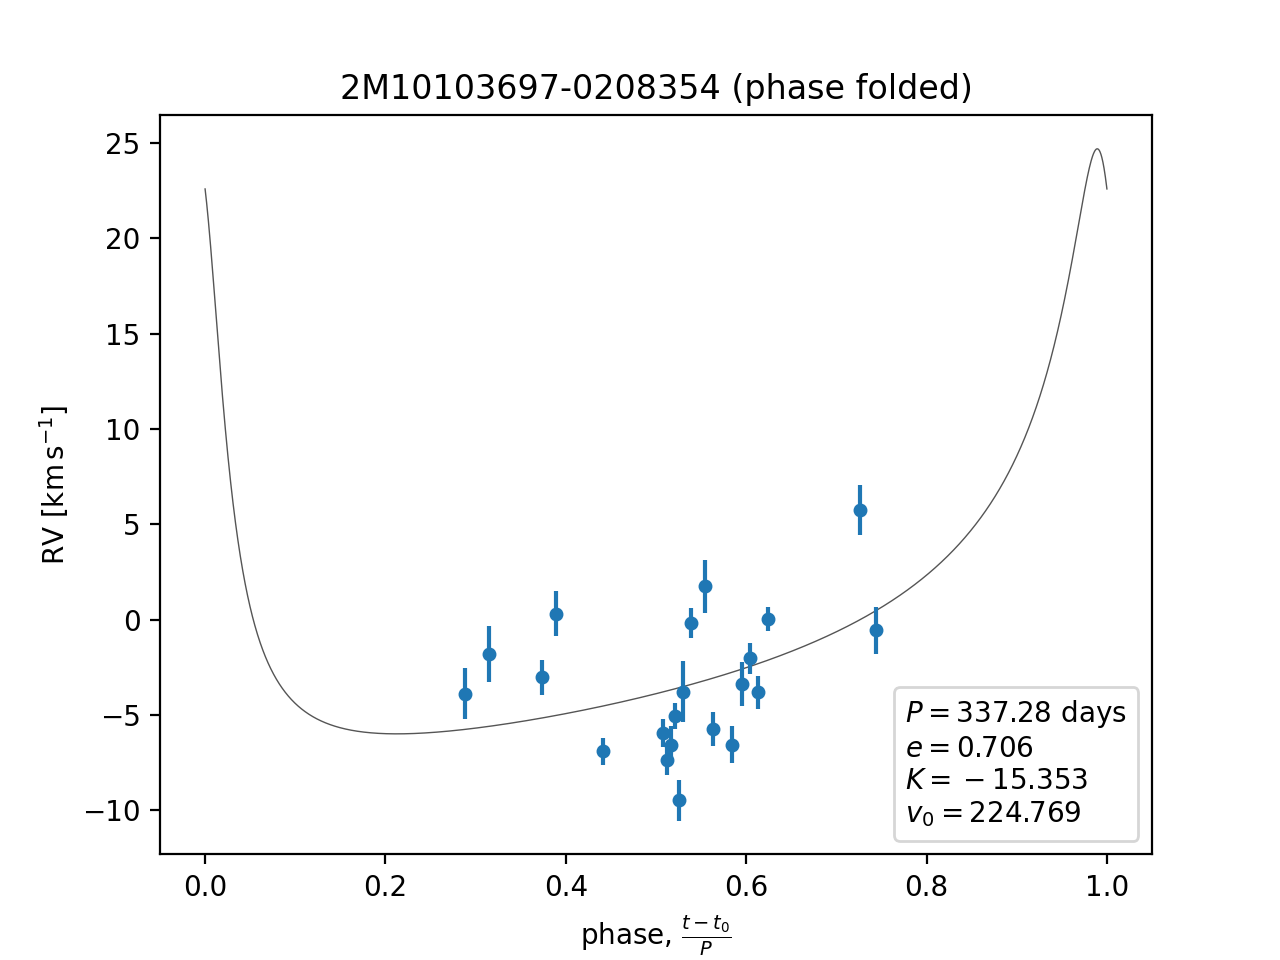 2M10103697-0208354 (phase folded)
25
20
15
10
5
0
−5
−10
RV [km s⁻¹]
P = 337.28 days
e = 0.706
K = −15.353
v₀ = 224.769
0.0 0.2 0.4 0.6 0.8 1.0
phase, (t − t₀)/P